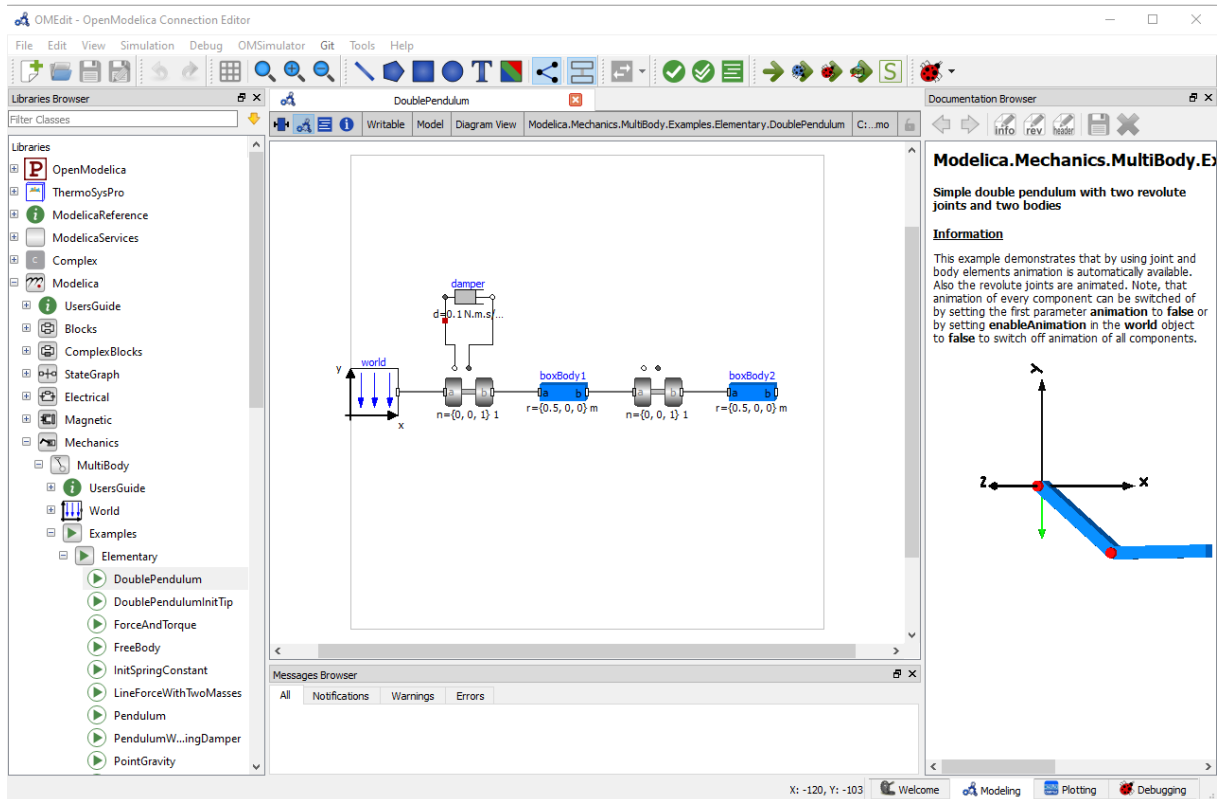 OMEdit - OpenModelica Connection Editor
File Edit View Simulation Debug OMSimulator Git Tools Help
T S
Libraries Browser
Filter Classes
Libraries
P OpenModelica
ThermoSysPro
i ModelicaReference
ModelicaServices
C Complex
Modelica
i UsersGuide
Blocks
ComplexBlocks
StateGraph
Electrical
Magnetic
Mechanics
MultiBody
i UsersGuide
World
Examples
Elementary
DoublePendulum
DoublePendulumInitTip
ForceAndTorque
FreeBody
InitSpringConstant
LineForceWithTwoMasses
Pendulum
PendulumW...ingDamper
PointGravity
DoublePendulum
Writable Model Diagram View Modelica.Mechanics.MultiBody.Examples.Elementary.DoublePendulum C:...mo
damper
d=0.1 N.m.s/...
y world
x
a b
n={0, 0, 1} 1
boxBody1
a b
r={0.5, 0, 0} m
a b
n={0, 0, 1} 1
boxBody2
a b
r={0.5, 0, 0} m
Messages Browser
All Notifications Warnings Errors
Documentation Browser
info rev header
Modelica.Mechanics.MultiBody.Ex
Simple double pendulum with two revolute
joints and two bodies
Information
This example demonstrates that by using joint and
body elements animation is automatically available.
Also the revolute joints are animated. Note, that
animation of every component can be switched of
by setting the first parameter animation to false or
by setting enableAnimation in the world object
to false to switch off animation of all components.
Y
Z X
X: -120, Y: -103 Welcome Modeling Plotting Debugging